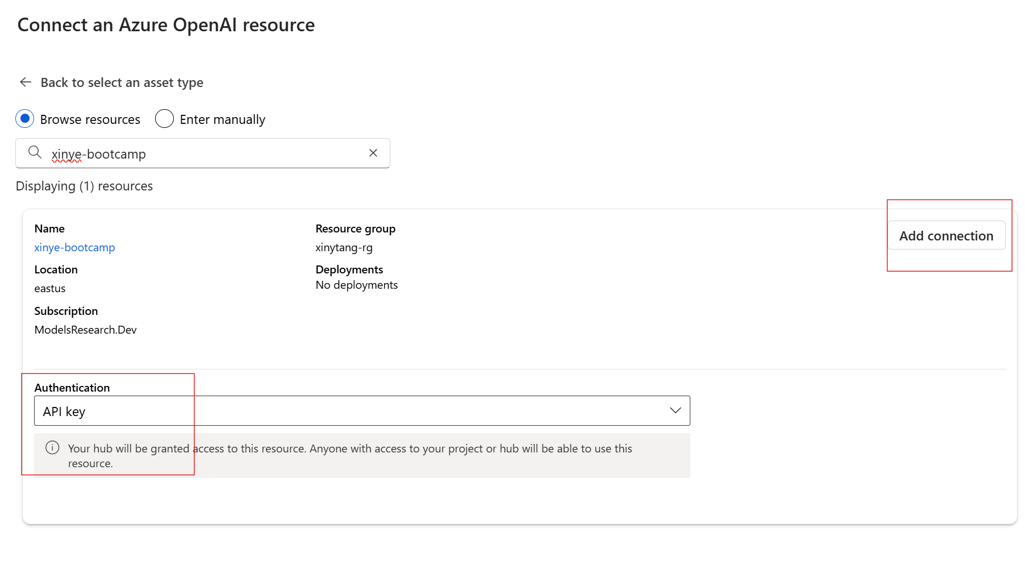 Connect an Azure OpenAI resource
← Back to select an asset type
Browse resources Enter manually
xinye-bootcamp
Displaying (1) resources
Name
xinye-bootcamp
Resource group
xinytang-rg
Add connection
Location
eastus
Deployments
No deployments
Subscription
ModelsResearch.Dev
Authentication
API key
Your hub will be granted access to this resource. Anyone with access to your project or hub will be able to use this
resource.